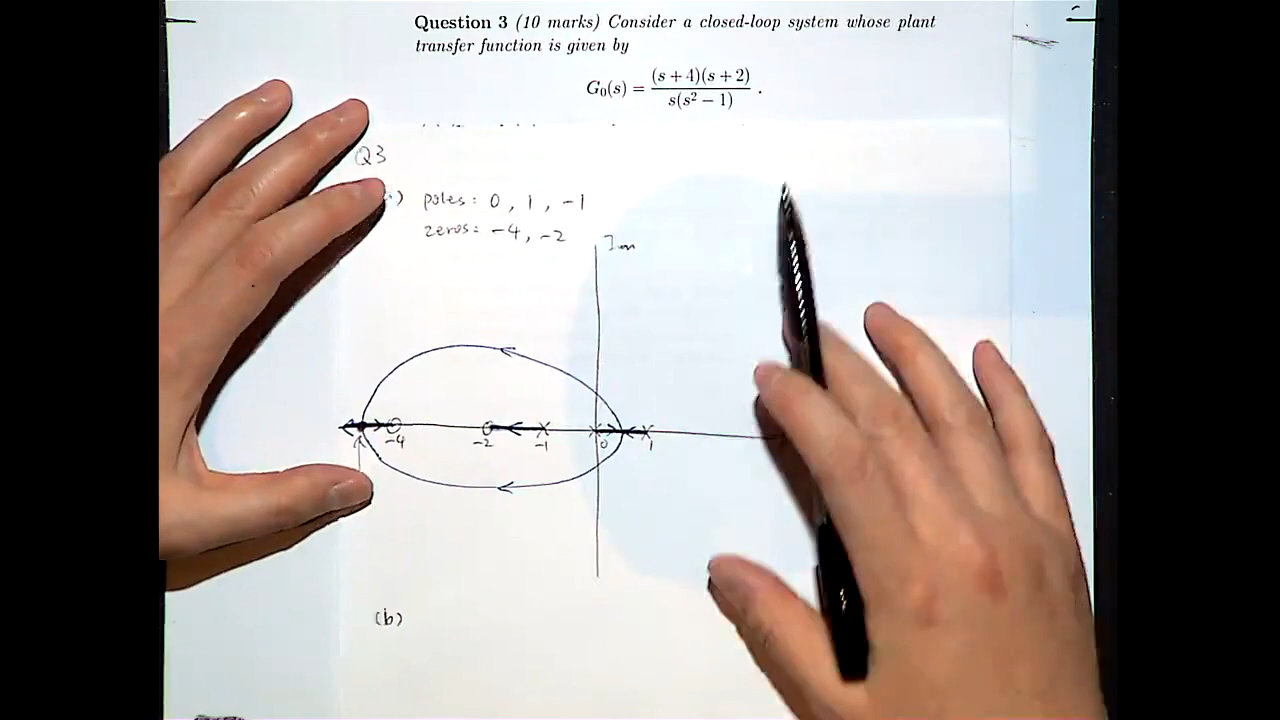 Question 3 (10 marks) Consider a closed-loop system whose plant
transfer function is given by
G₀(s) = (s + 4)(s + 2) / s(s² − 1) .
Q3
) poles: 0, 1, -1
zeros: -4, -2
Im
-4 -2 -1 0 1
(b)